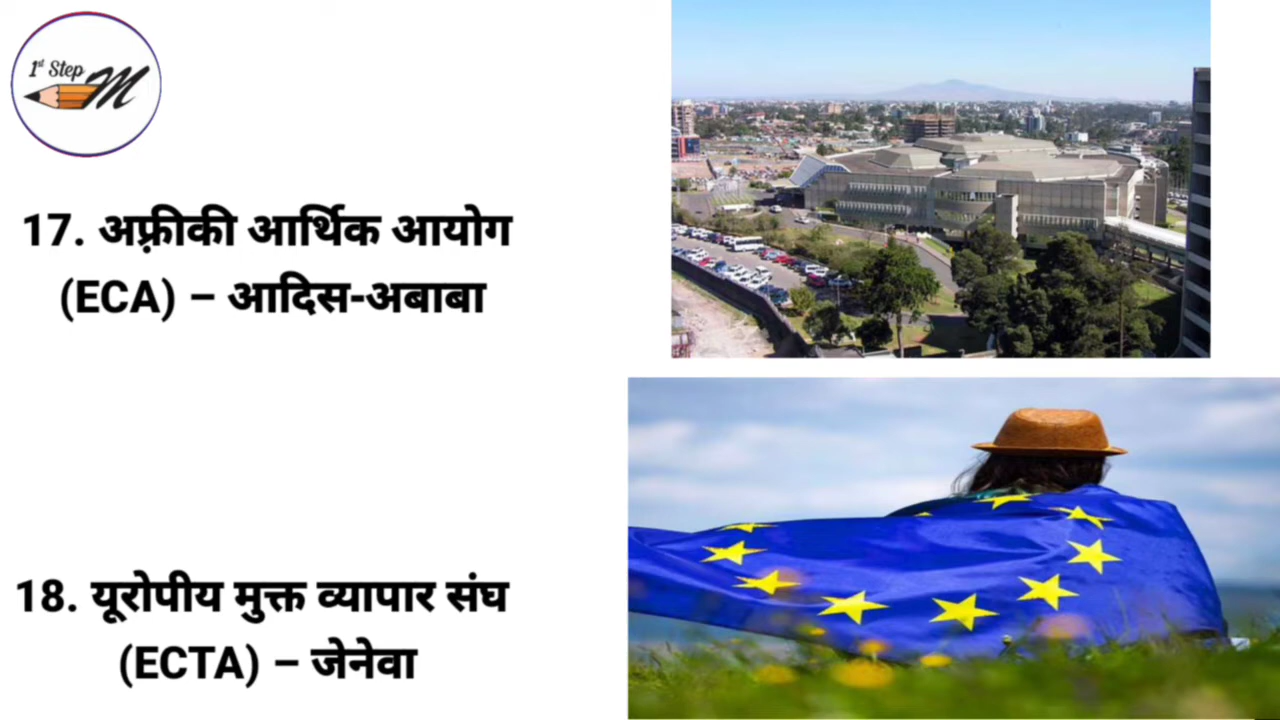 1st Step
M
17. अफ़्रीकी आर्थिक आयोग
(ECA) – आदिस-अबाबा
18. यूरोपीय मुक्त व्यापार संघ
(ECTA) – जेनेवा